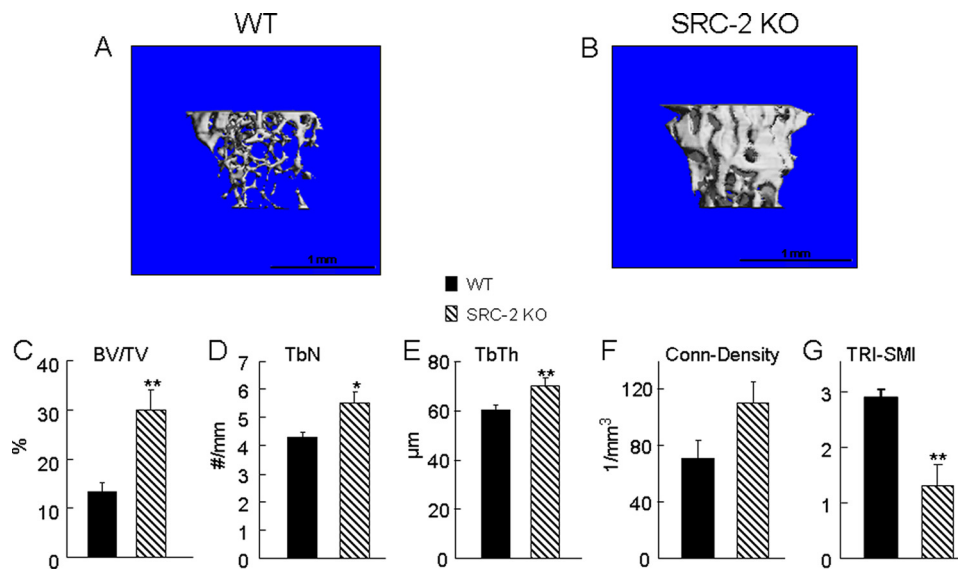 WT
SRC-2 KO
A
B
1 mm
1 mm
WT
SRC-2 KO
C
BV/TV
D
TbN
E
TbTh
F
Conn-Density
G
TRI-SMI
%
40
30
20
10
0
**
#/mm
7
6
5
4
3
2
1
0
*
µm
80
60
40
20
0
**
1/mm³
120
80
40
0
3
2
1
0
**